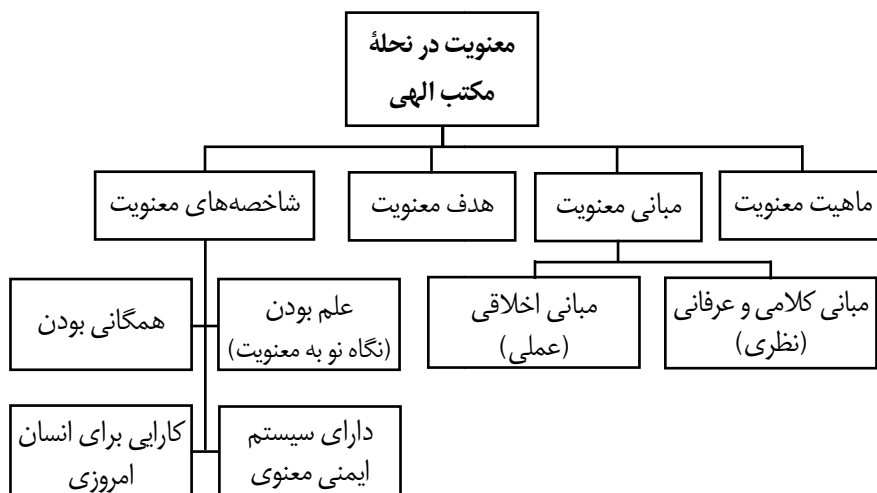 معنویت در نحلهٔ
مکتب الهی
ماهیت معنویت
مبانی معنویت
هدف معنویت
شاخصه‌های معنویت
مبانی کلامی و عرفانی
(نظری)
مبانی اخلاقی
(عملی)
علم بودن
(نگاه نو به معنویت)
همگانی بودن
دارای سیستم
ایمنی معنوی
کارایی برای انسان
امروزی